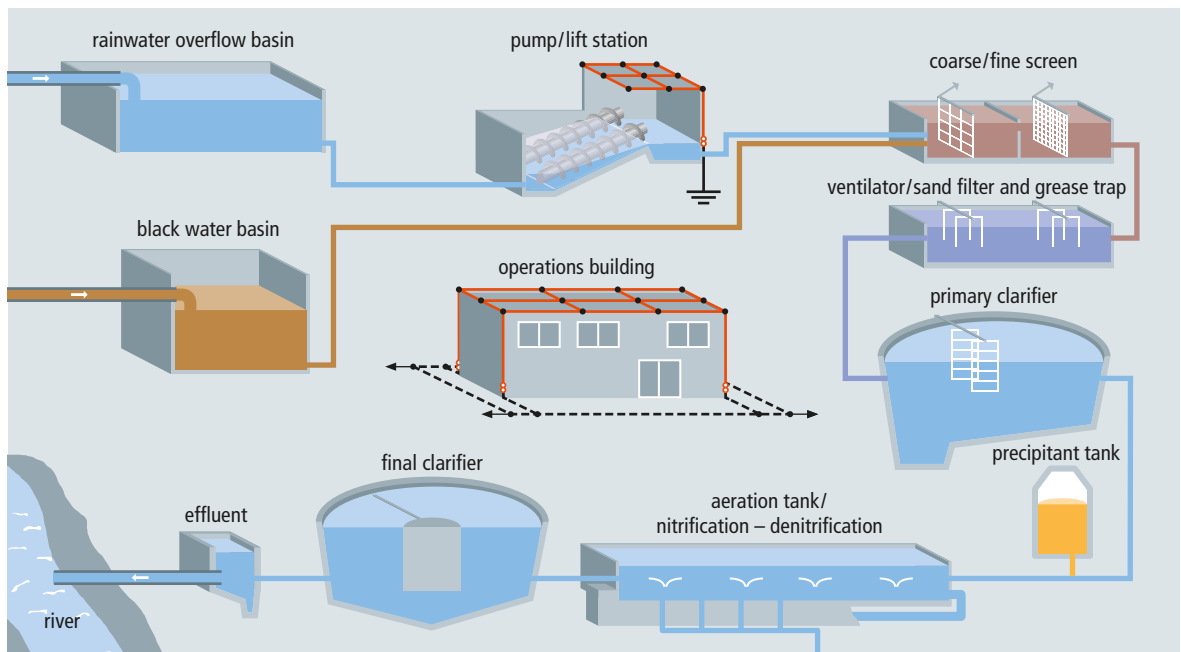 rainwater overflow basin
pump/lift station
coarse/fine screen
ventilator/sand filter and grease trap
black water basin
operations building
primary clarifier
precipitant tank
final clarifier
aeration tank/
nitrification – denitrification
effluent
river